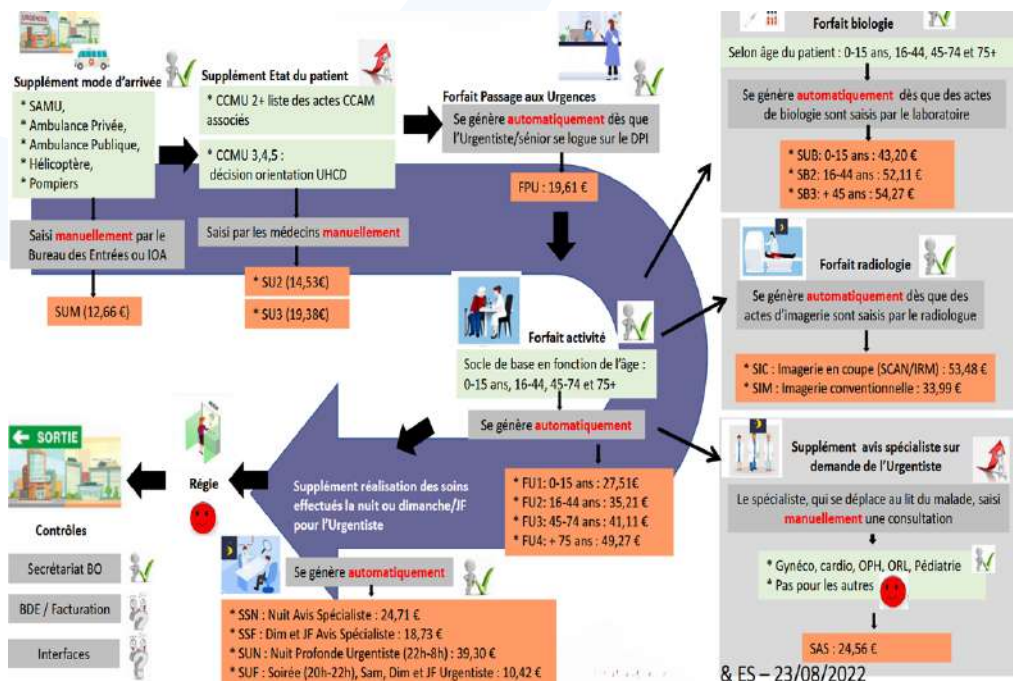 URGENCES
Supplément mode d'arrivée
* SAMU,
* Ambulance Privée,
* Ambulance Publique,
* Hélicoptère,
* Pompiers
Saisi manuellement par le
Bureau des Entrées ou IOA
SUM (12,66 €)
Supplément Etat du patient
* CCMU 2+ liste des actes CCAM
associés
* CCMU 3,4,5 :
décision orientation UHCD
Saisi par les médecins manuellement
* SU2 (14,53€)
* SU3 (19,38€)
Forfait Passage aux Urgences
Se génère automatiquement dès que
l'Urgentiste/sénior se logue sur le DPI
FPU : 19,61 €
Forfait activité
Socle de base en fonction de l'âge :
0-15 ans, 16-44, 45-74 et 75+
Se génère automatiquement
* FU1: 0-15 ans : 27,51€
* FU2: 16-44 ans : 35,21 €
* FU3: 45-74 ans : 41,11 €
* FU4: + 75 ans : 49,27 €
Forfait biologie
Selon âge du patient : 0-15 ans, 16-44, 45-74 et 75+
Se génère automatiquement dès que des actes
de biologie sont saisis par le laboratoire
* SUB: 0-15 ans : 43,20 €
* SB2: 16-44 ans : 52,11 €
* SB3: + 45 ans : 54,27 €
Forfait radiologie
Se génère automatiquement dès que des
actes d'imagerie sont saisis par le radiologue
* SIC : Imagerie en coupe (SCAN/IRM) : 53,48 €
* SIM : Imagerie conventionnelle : 33,99 €
Supplément avis spécialiste sur
demande de l'Urgentiste
Le spécialiste, qui se déplace au lit du malade, saisi
manuellement une consultation
* Gynéco, cardio, OPH, ORL, Pédiatrie
* Pas pour les autres
SAS : 24,56 €
Supplément réalisation des soins
effectués la nuit ou dimanche/JF
pour l'Urgentiste
Se génère automatiquement
* SSN : Nuit Avis Spécialiste : 24,71 €
* SSF : Dim et JF Avis Spécialiste : 18,73 €
* SUN : Nuit Profonde Urgentiste (22h-8h) : 39,30 €
* SUF : Soirée (20h-22h), Sam, Dim et JF Urgentiste : 10,42 €
Régie
SORTIE
Contrôles
Secrétariat BO
BDE / Facturation
Interfaces
& ES – 23/08/2022